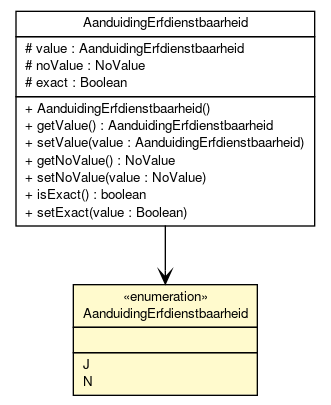 AanduidingErfdienstbaarheid
# value : AanduidingErfdienstbaarheid
# noValue : NoValue
# exact : Boolean
+ AanduidingErfdienstbaarheid()
+ getValue() : AanduidingErfdienstbaarheid
+ setValue(value : AanduidingErfdienstbaarheid)
+ getNoValue() : NoValue
+ setNoValue(value : NoValue)
+ isExact() : boolean
+ setExact(value : Boolean)
«enumeration»
AanduidingErfdienstbaarheid
J
N